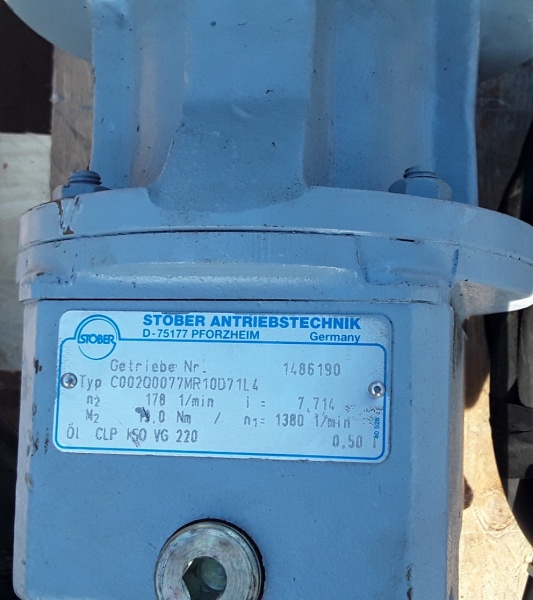 STÖBER
STÖBER ANTRIEBSTECHNIK
D-75177 PFORZHEIM Germany
Getriebe Nr. 1486190
Typ C002Q0077MR10D71L4
n2 178 1/min i = 7,714
M2 ,0 Nm / n1= 1380 1/min
Öl CLP ISO VG 220 0.50 l